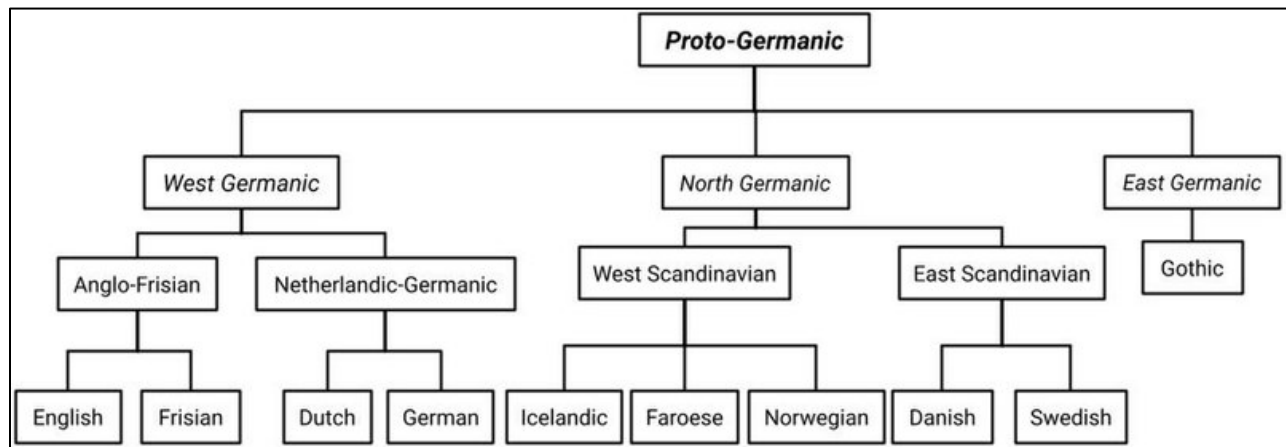 Proto-Germanic
West Germanic
North Germanic
East Germanic
Anglo-Frisian
Netherlandic-Germanic
West Scandinavian
East Scandinavian
Gothic
English
Frisian
Dutch
German
Icelandic
Faroese
Norwegian
Danish
Swedish